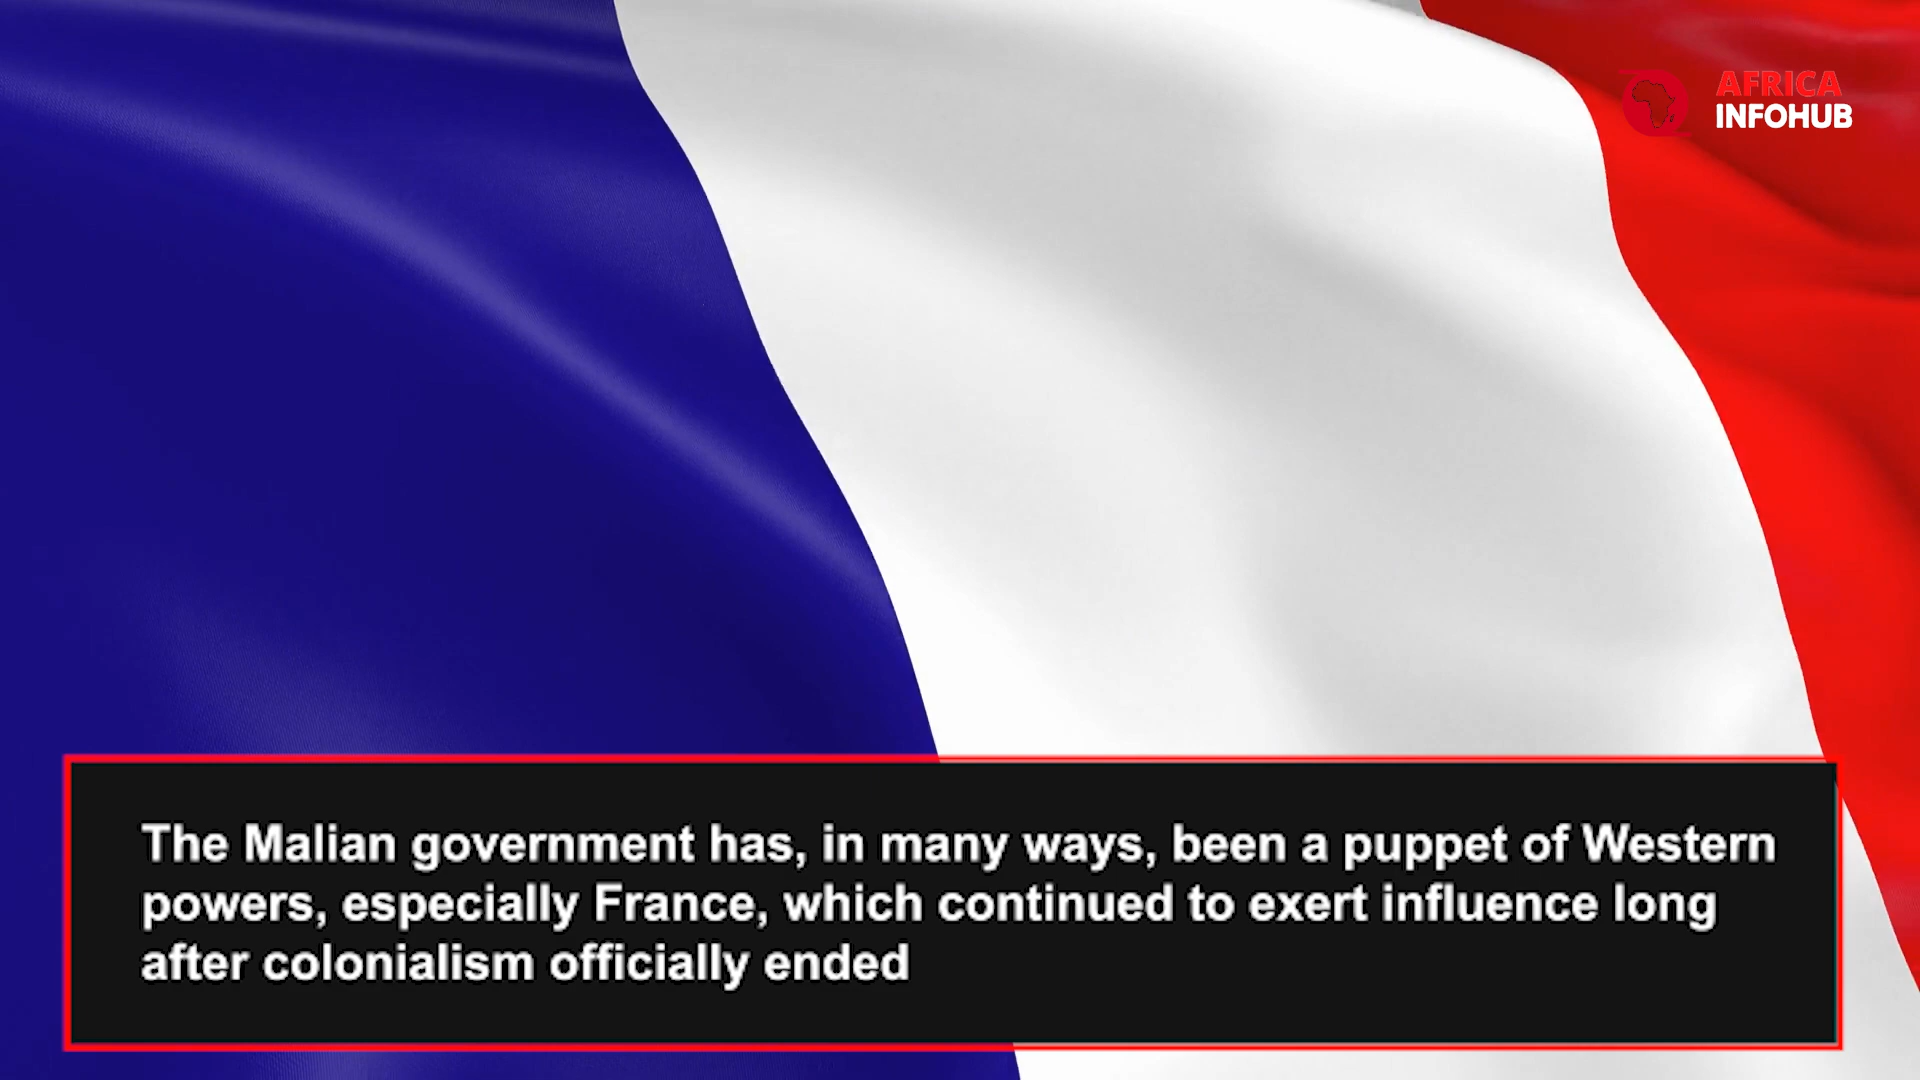 AFRICA
INFOHUB
The Malian government has, in many ways, been a puppet of Western
powers, especially France, which continued to exert influence long
after colonialism officially ended